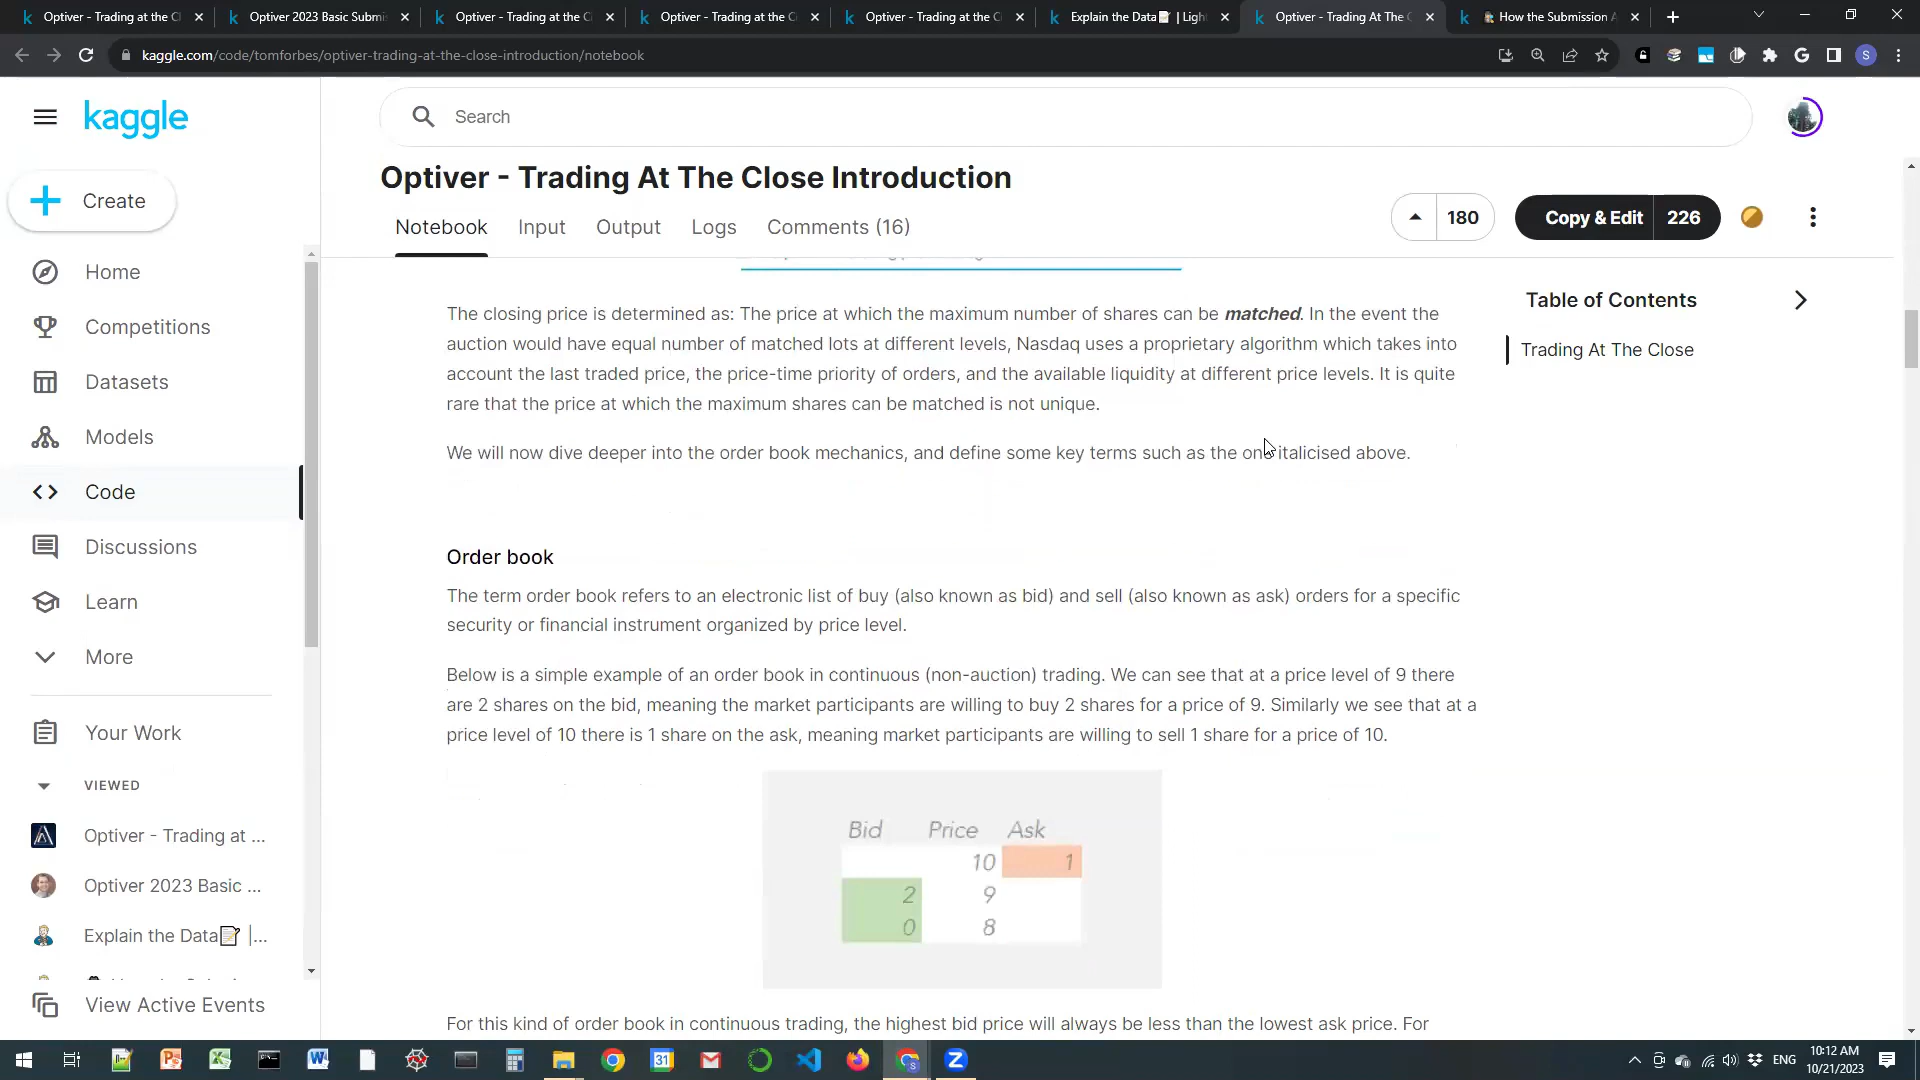 Optiver - Trading at the C
Optiver 2023 Basic Submi
Optiver - Trading at the C
Optiver - Trading at the C
Optiver - Trading at the C
Explain the Data📝 | Ligh
Optiver - Trading At The C
How the Submission A
kaggle.com/code/tomforbes/optiver-trading-at-the-close-introduction/notebook
S
kaggle
Search
Create
Home
Competitions
Datasets
Models
Code
Discussions
Learn
More
Your Work
VIEWED
Optiver - Trading at ...
Optiver 2023 Basic ...
Explain the Data📝 |...
View Active Events
Optiver - Trading At The Close Introduction
Notebook Input Output Logs Comments (16)
180
Copy & Edit 226
Table of Contents
Trading At The Close
The closing price is determined as: The price at which the maximum number of shares can be matched. In the event the
auction would have equal number of matched lots at different levels, Nasdaq uses a proprietary algorithm which takes into
account the last traded price, the price-time priority of orders, and the available liquidity at different price levels. It is quite
rare that the price at which the maximum shares can be matched is not unique.
We will now dive deeper into the order book mechanics, and define some key terms such as the one italicised above.
Order book
The term order book refers to an electronic list of buy (also known as bid) and sell (also known as ask) orders for a specific
security or financial instrument organized by price level.
Below is a simple example of an order book in continuous (non-auction) trading. We can see that at a price level of 9 there
are 2 shares on the bid, meaning the market participants are willing to buy 2 shares for a price of 9. Similarly we see that at a
price level of 10 there is 1 share on the ask, meaning market participants are willing to sell 1 share for a price of 10.
Bid Price Ask
10 1
2 9
0 8
For this kind of order book in continuous trading, the highest bid price will always be less than the lowest ask price. For
ENG
10:12 AM
10/21/2023